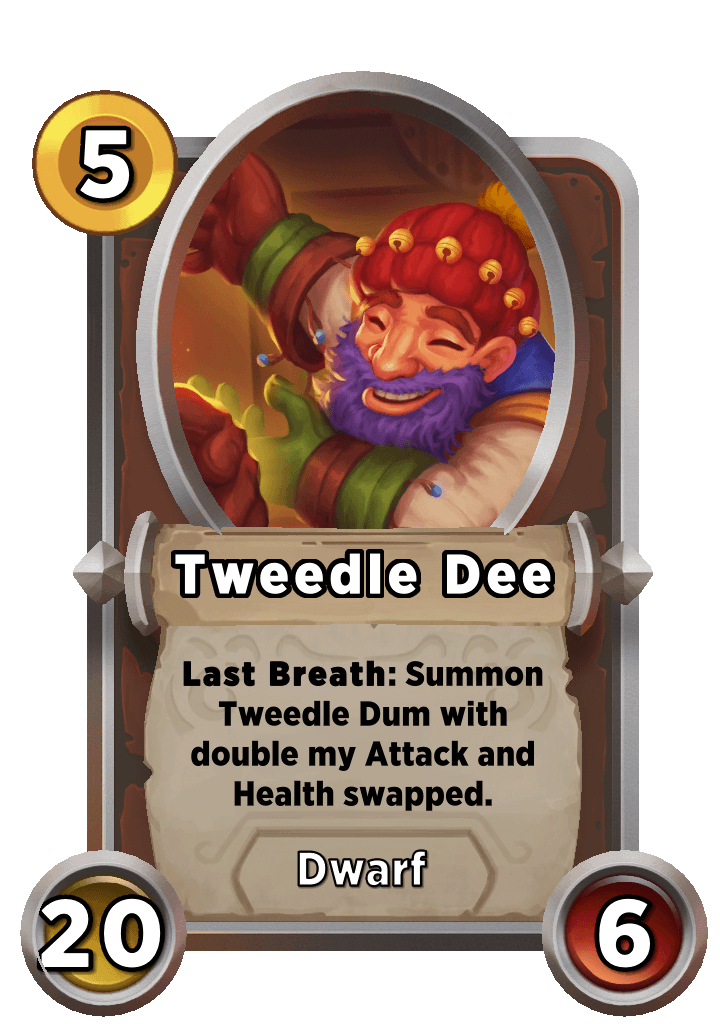 5
Tweedle Dee
Last Breath: Summon
Tweedle Dum with
double my Attack and
Health swapped.
Dwarf
20
6